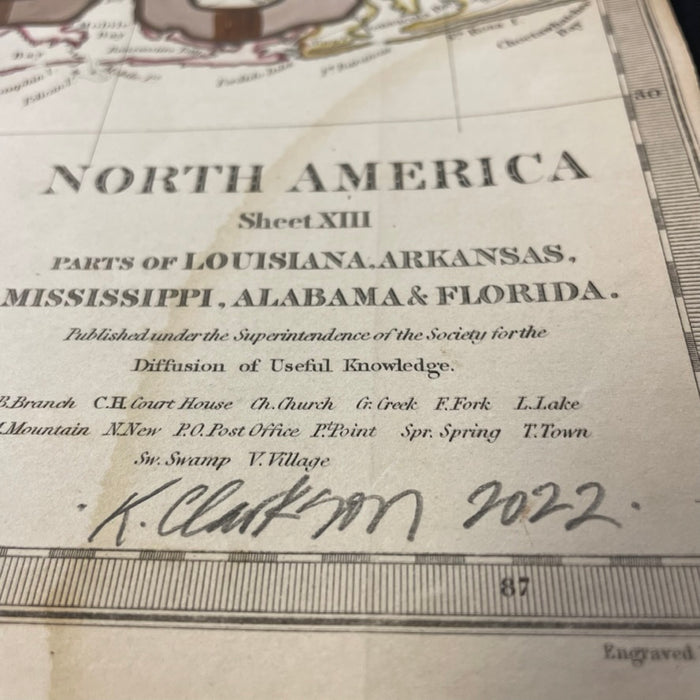 30
NORTH AMERICA
Sheet XIII
PARTS OF LOUISIANA, ARKANSAS,
MISSISSIPPI, ALABAMA & FLORIDA.
Published under the Superintendence of the Society for the
Diffusion of Useful Knowledge.
B. Branch C.H. Court House Ch. Church G. Creek F. Fork L. Lake
Mountain N. New P.O. Post Office Pt. Point Spr. Spring T. Town
Sw. Swamp V. Village
K. Clarkson 2022.
87
Engraved